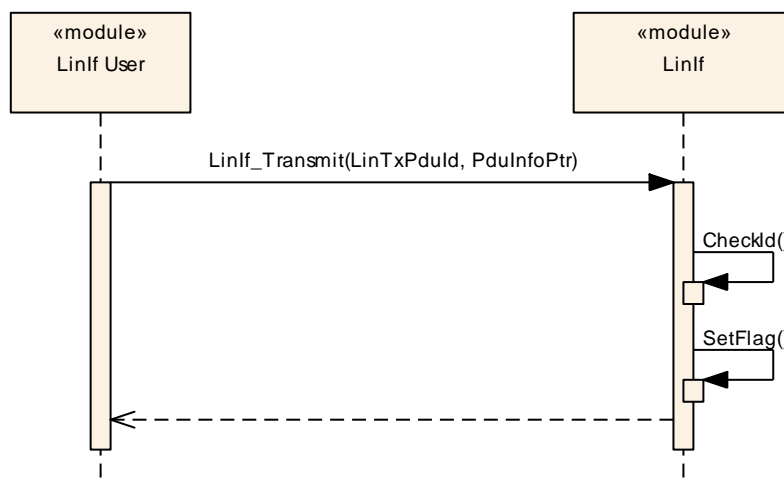 «module»
LinIf User
«module»
LinIf
LinIf_Transmit(LinTxPduId, PduInfoPtr)
CheckId()
SetFlag()